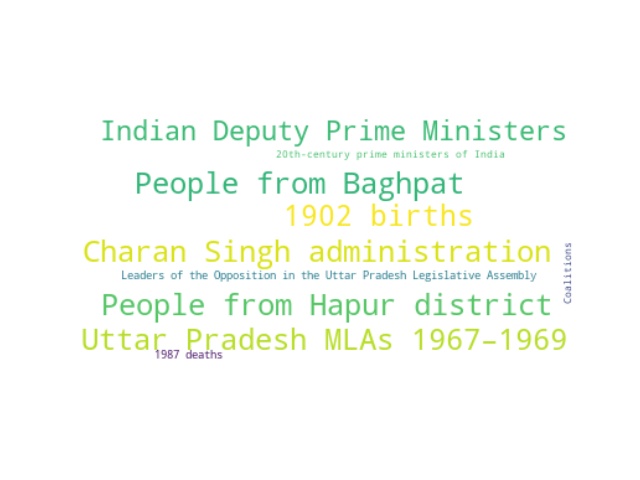 Indian Deputy Prime Ministers
20th-century prime ministers of India
People from Baghpat
1902 births
Charan Singh administration
Coalitions
Leaders of the Opposition in the Uttar Pradesh Legislative Assembly
People from Hapur district
Uttar Pradesh MLAs 1967–1969
1987 deaths